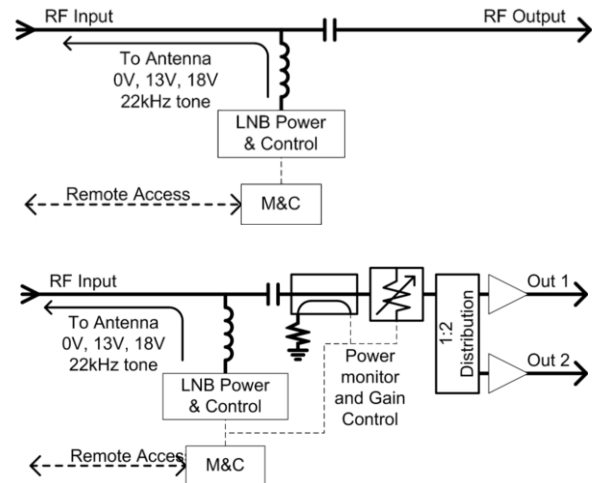 RF Input
RF Output
To Antenna
0V, 13V, 18V
22kHz tone
LNB Power
& Control
Remote Access
M&C
RF Input
Out 1
To Antenna
0V, 13V, 18V
22kHz tone
1:2
Distribution
LNB Power
& Control
Power
monitor
and Gain
Control
Out 2
Remote Access
M&C